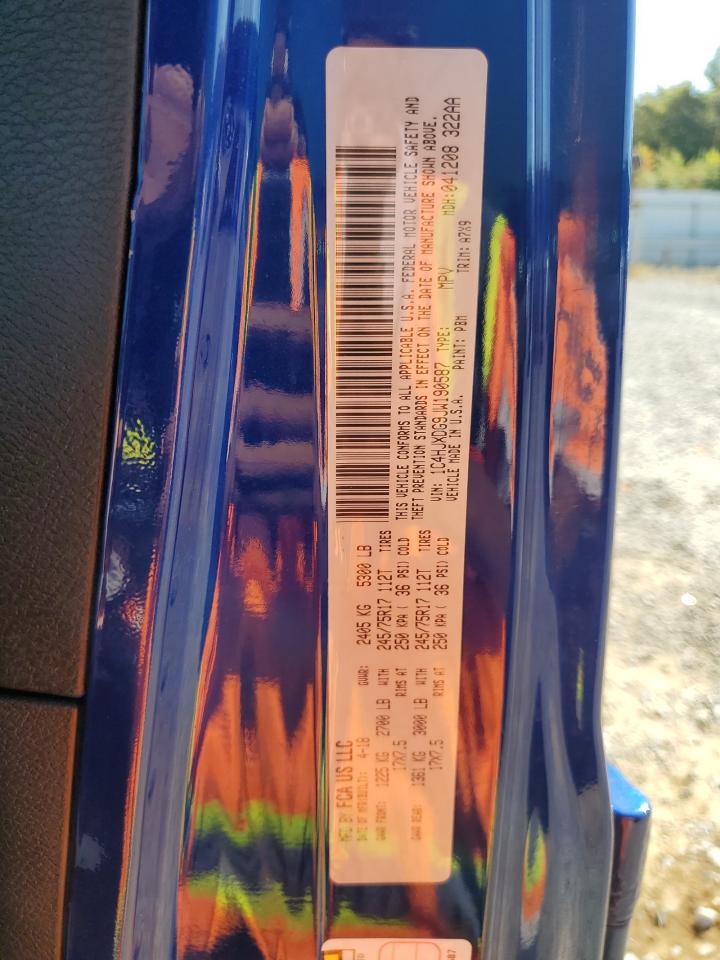 MFD BY FCA US LLC
DATE OF MFR(BUILT): 4-18 GVWR: 2405 KG 5300 LB
GAWR FRONT: 1225 KG 2700 LB WITH 245/75R17 112T TIRES
17X7.5 RIMS AT 250 KPA ( 36 PSI) COLD
GAWR REAR: 1361 KG 3000 LB WITH 245/75R17 112T TIRES
17X7.5 RIMS AT 250 KPA ( 36 PSI) COLD
THIS VEHICLE CONFORMS TO ALL APPLICABLE U.S.A. FEDERAL MOTOR VEHICLE SAFETY AND
THEFT PREVENTION STANDARDS IN EFFECT ON THE DATE OF MANUFACTURE SHOWN ABOVE.
VIN: 1C4HJXDG9JW190587 TYPE: MPV MDH: 041208 322AA
VEHICLE MADE IN U.S.A. PAINT: PBM TRIM: A7X9